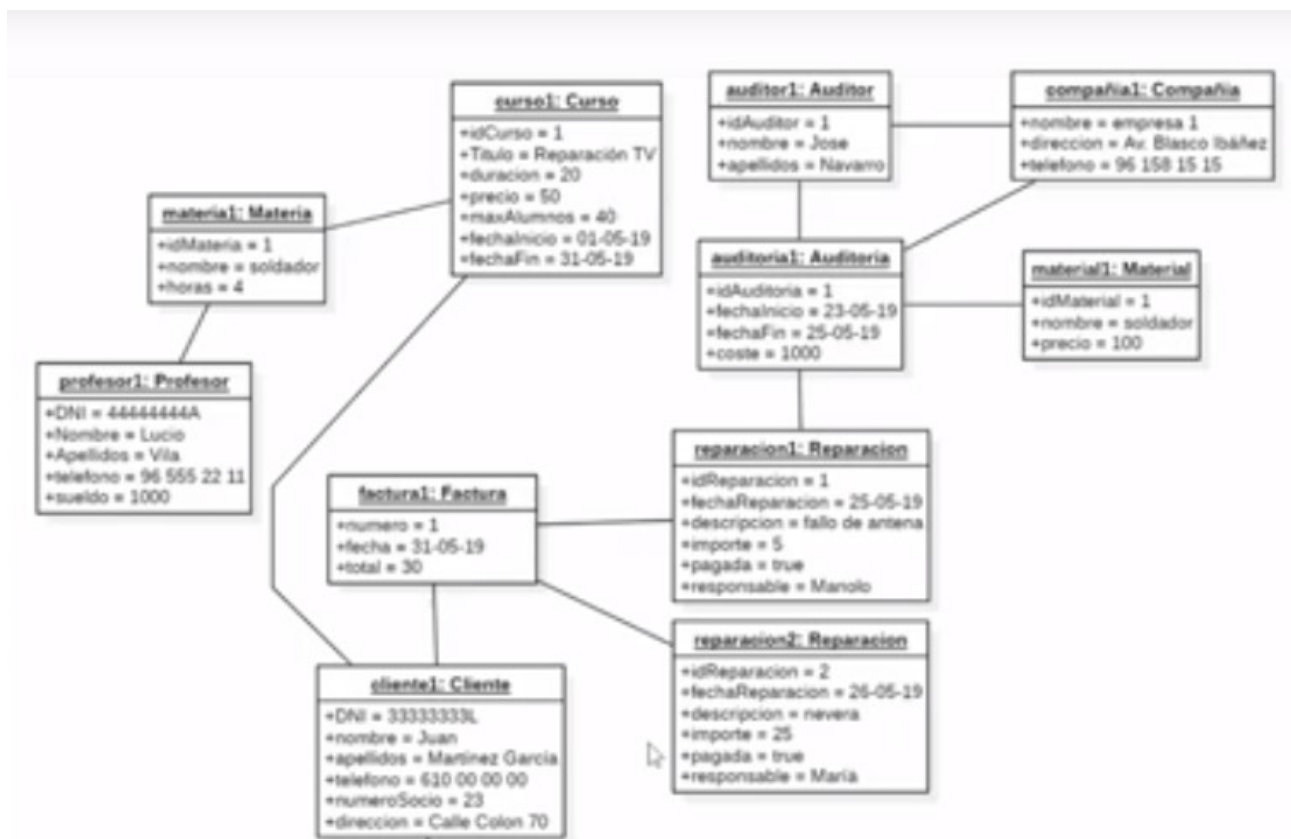 curso1: Curso
+idCurso = 1
+Titulo = Reparación TV
+duracion = 20
+precio = 50
+maxAlumnos = 40
+fechaInicio = 01-05-19
+fechaFin = 31-05-19
auditor1: Auditor
+idAuditor = 1
+nombre = Jose
+apellidos = Navarro
compañia1: Compañia
+nombre = empresa 1
+direccion = Av. Blasco Ibáñez
+telefono = 96 158 15 15
materia1: Materia
+idMateria = 1
+nombre = soldador
+horas = 4
auditoria1: Auditoria
+idAuditoria = 1
+fechaInicio = 23-05-19
+fechaFin = 25-05-19
+coste = 1000
material1: Material
+idMaterial = 1
+nombre = soldador
+precio = 100
profesor1: Profesor
+DNI = 44444444A
+Nombre = Lucio
+Apellidos = Vila
+telefono = 96 555 22 11
+sueldo = 1000
factura1: Factura
+numero = 1
+fecha = 31-05-19
+total = 30
reparacion1: Reparacion
+idReparacion = 1
+fechaReparacion = 25-05-19
+descripcion = fallo de antena
+importe = 5
+pagada = true
+responsable = Manolo
reparacion2: Reparacion
+idReparacion = 2
+fechaReparacion = 26-05-19
+descripcion = nevera
+importe = 25
+pagada = true
+responsable = María
cliente1: Cliente
+DNI = 33333333L
+nombre = Juan
+apellidos = Martinez García
+telefono = 610 00 00 00
+numeroSocio = 23
+direccion = Calle Colon 70